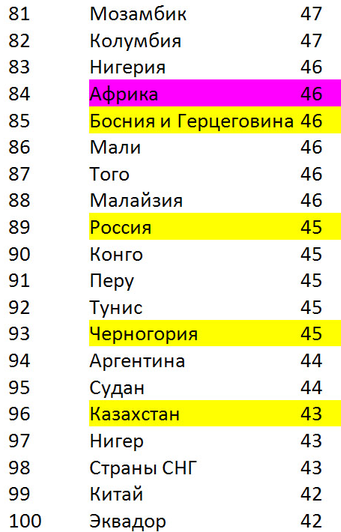 81 Мозамбик 47
82 Колумбия 47
83 Нигерия 46
84 Африка 46
85 Босния и Герцеговина 46
86 Мали 46
87 Того 46
88 Малайзия 46
89 Россия 45
90 Конго 45
91 Перу 45
92 Тунис 45
93 Черногория 45
94 Аргентина 44
95 Судан 44
96 Казахстан 43
97 Нигер 43
98 Страны СНГ 43
99 Китай 42
100 Эквадор 42